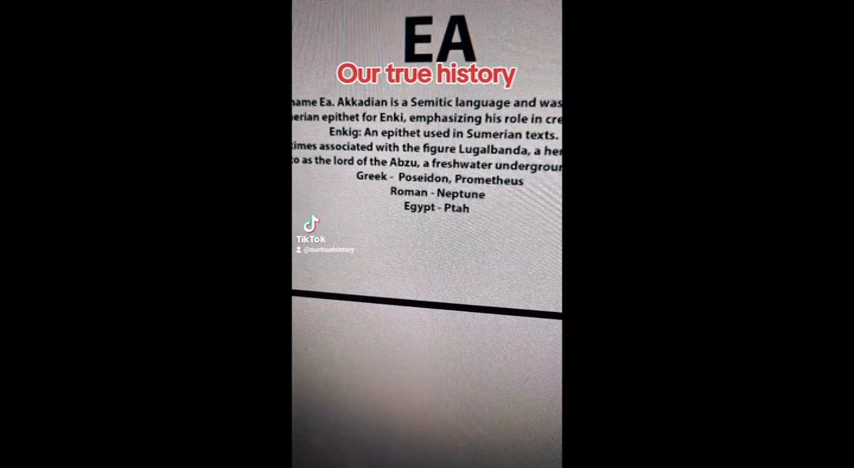 EA
Our true history
name Ea. Akkadian is a Semitic language and was
erian epithet for Enki, emphasizing his role in cre
Enkig: An epithet used in Sumerian texts.
times associated with the figure Lugalbanda, a her
to as the lord of the Abzu, a freshwater undergroun
Greek - Poseidon, Prometheus
Roman - Neptune
Egypt - Ptah
TikTok
@ourtruehistory